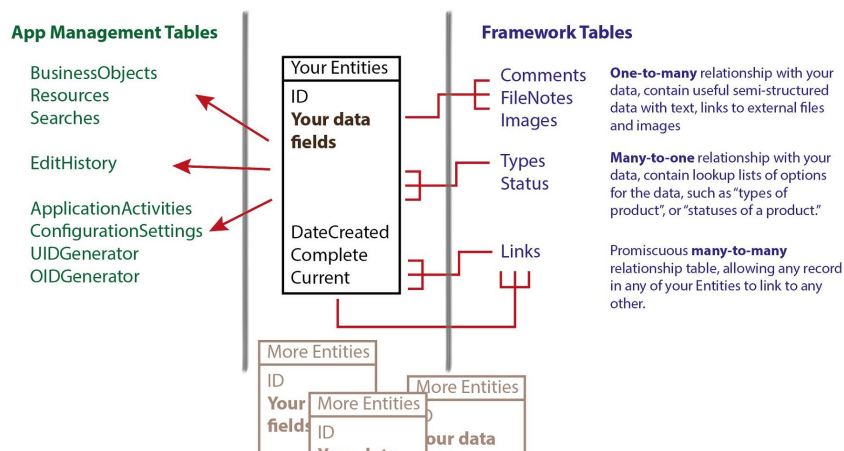 App Management Tables
BusinessObjects
Resources
Searches
EditHistory
ApplicationActivities
ConfigurationSettings
UIDGenerator
OIDGenerator
Your Entities
ID
Your data
fields
DateCreated
Complete
Current
Framework Tables
Comments
FileNotes
Images
One-to-many relationship with your
data, contain useful semi-structured
data with text, links to external files
and images
Types
Status
Many-to-one relationship with your
data, contain lookup lists of options
for the data, such as “types of
product”, or “statuses of a product.”
Links
Promiscuous many-to-many
relationship table, allowing any record
in any of your Entities to link to any
other.
More Entities
ID
Your
fields
More Entities
ID
More Entities
our data